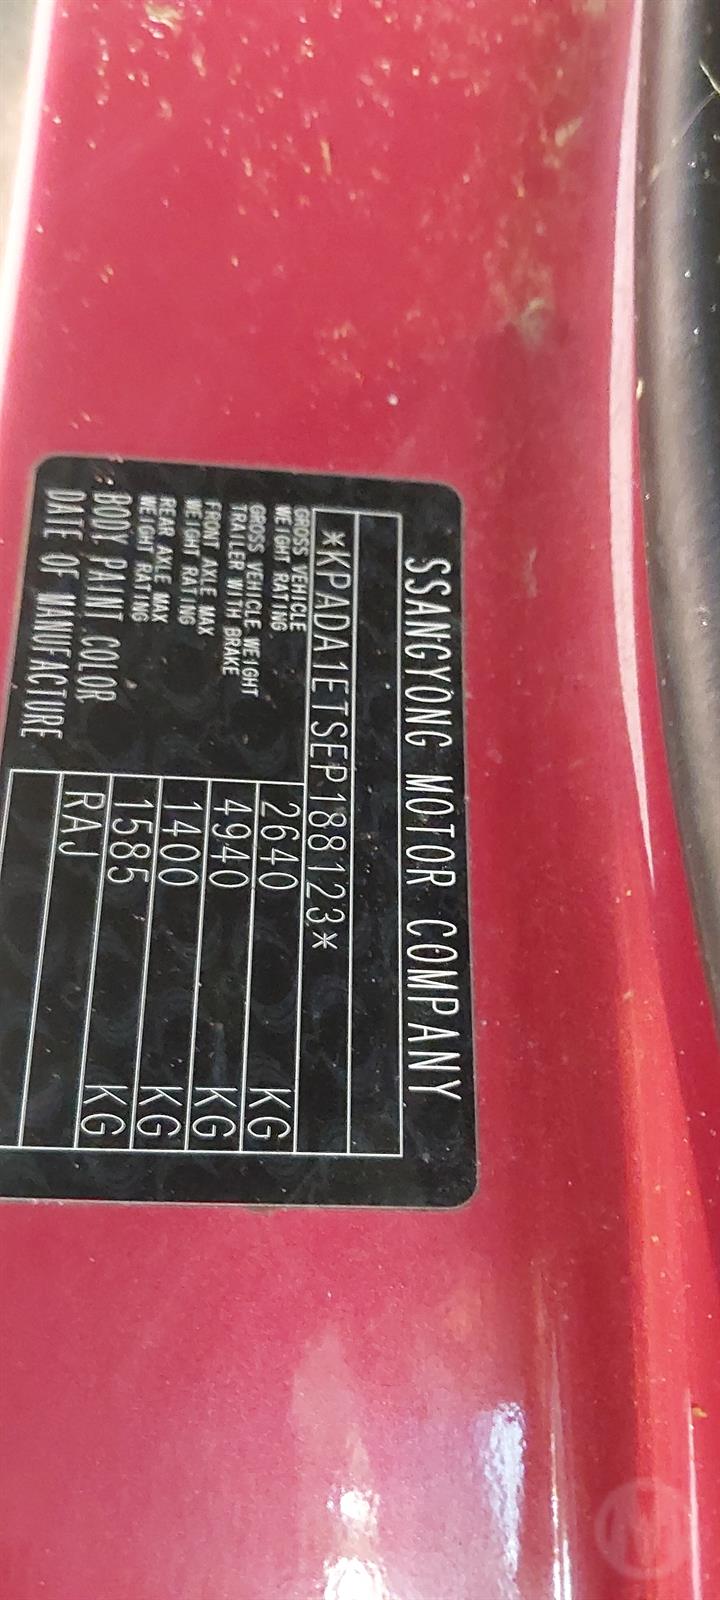 SSANGYONG MOTOR COMPANY
*KPADA1ETSEP188123*
GROSS VEHICLE
WEIGHT RATING 2640 KG
GROSS VEHICLE WEIGHT
TRAILER WITH BRAKE 4940 KG
FRONT AXLE MAX
WEIGHT RATING 1400 KG
REAR AXLE MAX
WEIGHT RATING 1585 KG
BODY PAINT COLOR RAJ
DATE OF MANUFACTURE